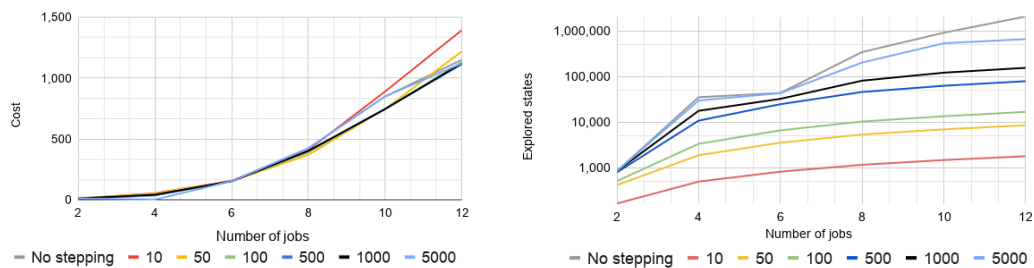 1,500
1,000
500
0
Cost
2 4 6 8 10 12
Number of jobs
No stepping 10 50 100 500 1000 5000
1,000,000
100,000
10,000
1,000
Explored states
2 4 6 8 10 12
Number of jobs
No stepping 10 50 100 500 1000 5000